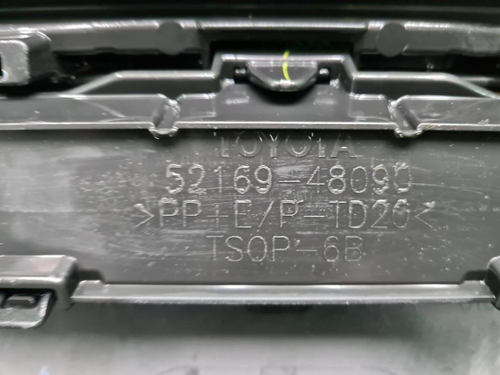 TOYOTA
52169-48090
>PP+E/P-TD20<
TSOP-6B